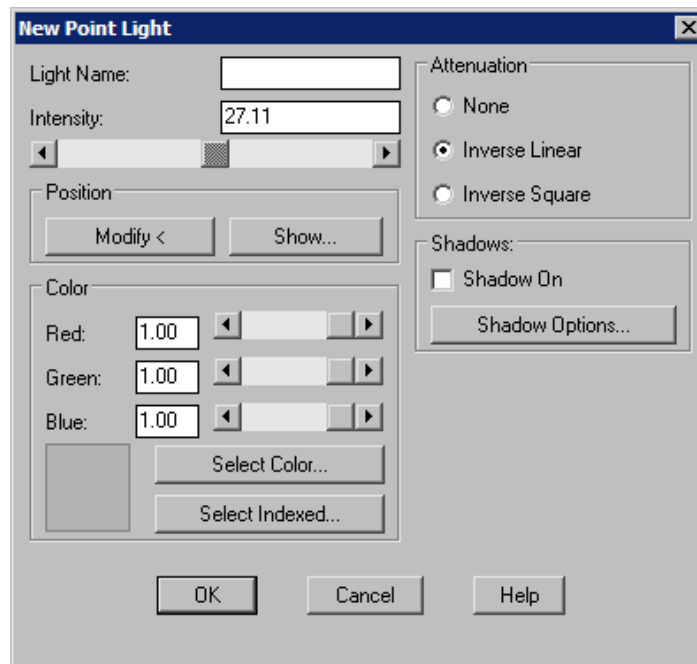 New Point Light
Light Name:
Intensity:
27.11
Position
Modify <
Show...
Color
Red:
1.00
Green:
1.00
Blue:
1.00
Select Color...
Select Indexed...
Attenuation
None
Inverse Linear
Inverse Square
Shadows:
Shadow On
Shadow Options...
OK
Cancel
Help